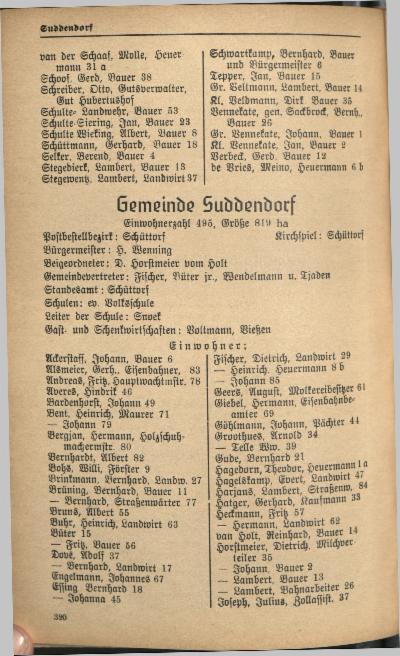 Suddendorf
van der Schaaf, Molle, Heuer
mann 31 a
Schoof, Gerd, Bauer 38
Schreiber, Otto, Gutsverwalter,
Gut Hubertushof
Schulte-Landwehr, Bauer 53
Schulte-Siering, Jan, Bauer 23
Schulte Wieking, Albert, Bauer 8
Schüttmann, Gerhard, Bauer 18
Selker, Berend, Bauer 4
Stegedierk, Lambert, Bauer 13
Stegewentz, Lambert, Landwirt 37
Schwartkamp, Bernhard, Bauer
und Bürgermeister 6
Tepper, Jan, Bauer 15
Gr. Veltmann, Lambert, Bauer 14
Kl. Veldmann, Dirk Bauer 35
Vennekate, gen. Sackbrock, Bernh.,
Bauer 26
Gr. Vennekate, Johann, Bauer 1
Kl. Vennekate, Jan, Bauer 2
Verbeck, Gerd, Bauer 12
de Vries, Meino, Heuermann 6 b
Gemeinde Suddendorf
Einwohnerzahl 495, Größe 819 ha
Postbestellbezirk: Schüttorf Kirchspiel: Schüttorf
Bürgermeister: H. Wenning
Beigeordneter: D. Horstmeier vom Holt
Gemeindevertreter: Fischer, Büter jr., Wendelmann u. Tjaden
Standesamt: Schüttorf
Schulen: ev. Volksschule
Leiter der Schule: Snoek
Gast- und Schenkwirtschaften: Voltmann, Vießen
Einwohner:
Ackerstaff, Johann, Bauer 6
Alsmeier, Gerh., Eisenbahner, 83
Andreas, Fritz, Hauptwachtmstr. 78
Averes, Hindrik 46
Bardenhorst, Johann 49
Bent, Heinrich, Maurer 71
— Johann 79
Bergjan, Hermann, Holzschuh-
machermstr. 80
Bernhardt, Albert 82
Bohs, Willi, Förster 9
Brinkmann, Bernhard, Landw. 27
Brüning, Bernhard, Bauer 11
— Bernhard, Straßenwärter 77
Bruns, Albert 55
Buhr, Heinrich, Landwirt 63
Büter 15
— Fritz, Bauer 56
Dove, Adolf 37
— Bernhard, Landwirt 17
Engelmann, Johannes 67
Essing Bernhard 18
— Johanna 45
Fischer, Dietrich, Landwirt 29
— Heinrich, Heuermann 8 b
— Johann 85
Geers, August, Molkereibesitzer 61
Giebel, Hermann, Eisenbahnbe-
amter 69
Göhlmann, Johann, Pächter 44
Groothues, Arnold 34
— Telle Ww. 39
Gude, Bernhard 21
Hagedorn, Theodor, Heuermann 1 a
Hagelskamp, Evert, Landwirt 47
Harjans, Lambert, Straßenw. 84
Hatger, Gerhard, Kaufmann 33
Heckmann, Fritz 57
— Hermann, Landwirt 62
van Holt, Reinhard, Bauer 14
Horstmeier, Dietrich, Milchver-
teiler 35
— Johann, Bauer 2
— Lambert, Bauer 13
— Lambert, Bahnarbeiter 26
Joseph, Julius, Zollassist. 37
390